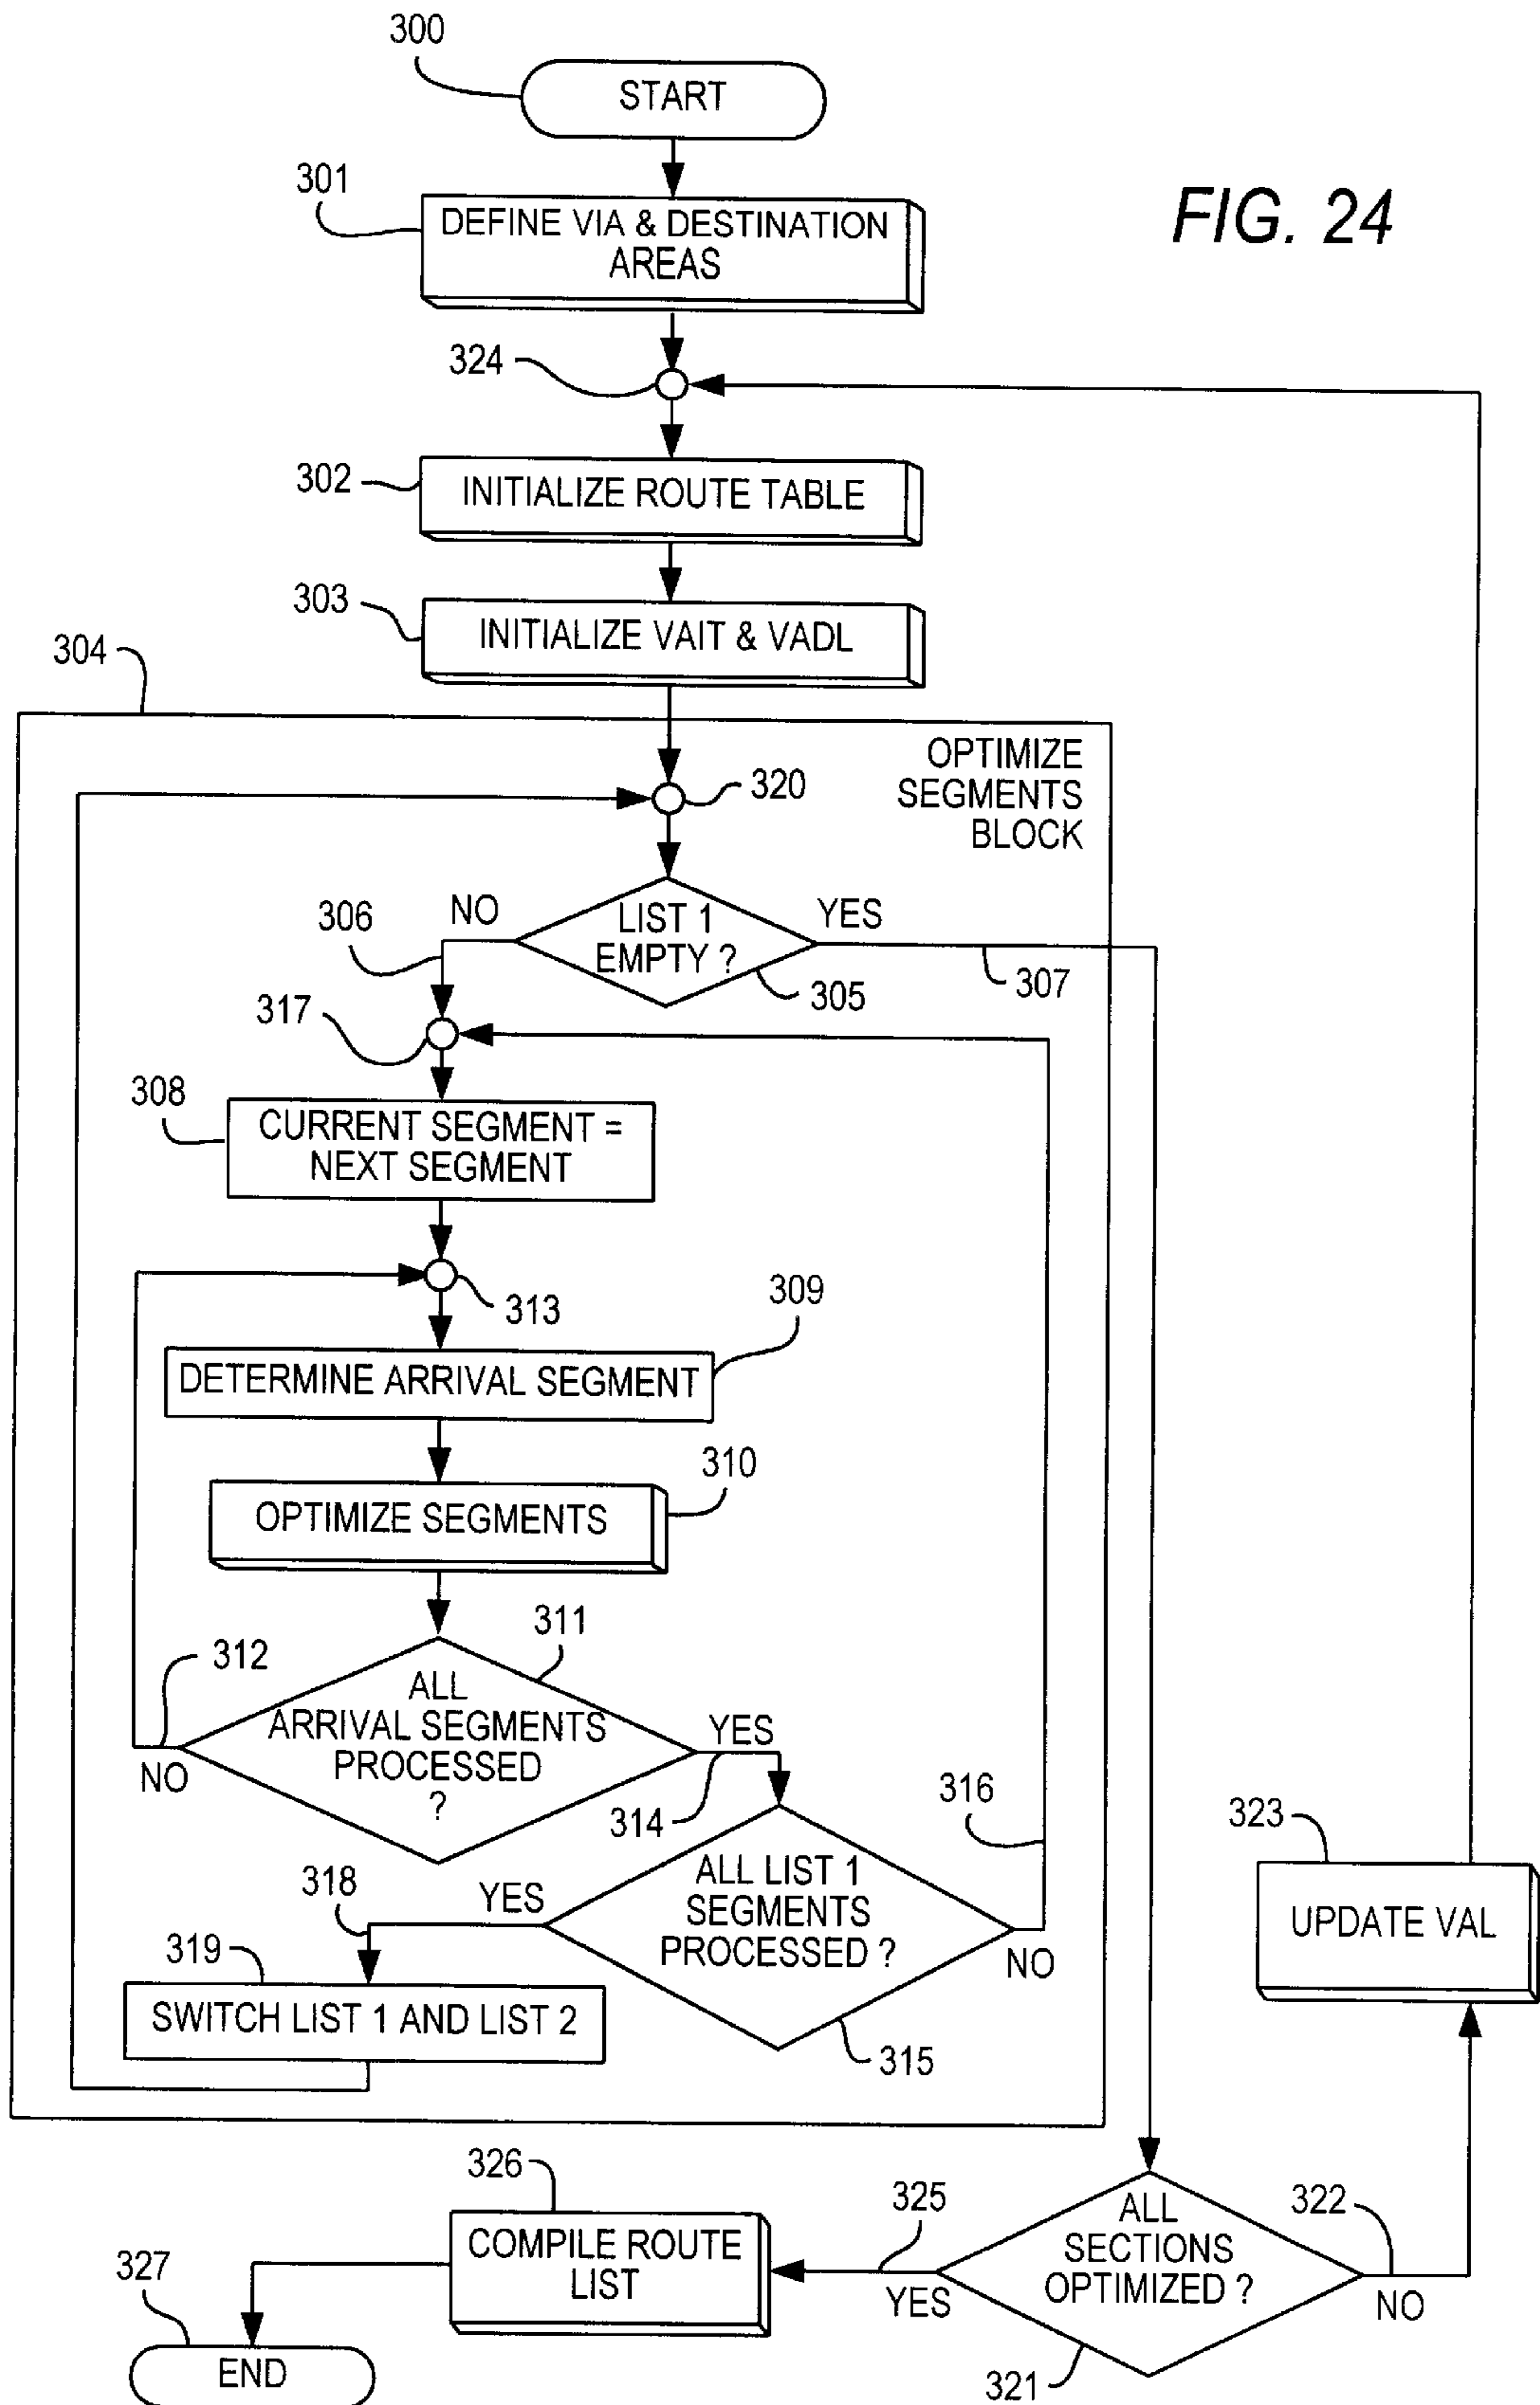 300
START
FIG. 24
301
DEFINE VIA & DESTINATION
AREAS
324
302
INITIALIZE ROUTE TABLE
303
INITIALIZE VAIT & VADL
304
OPTIMIZE
SEGMENTS
BLOCK
320
306
NO
LIST 1
EMPTY ?
YES
305
307
317
308
CURRENT SEGMENT =
NEXT SEGMENT
313
309
DETERMINE ARRIVAL SEGMENT
310
OPTIMIZE SEGMENTS
311
312
ALL
ARRIVAL SEGMENTS
PROCESSED
?
NO
YES
314
316
323
UPDATE VAL
318
YES
ALL LIST 1
SEGMENTS
PROCESSED ?
NO
319
SWITCH LIST 1 AND LIST 2
315
326
COMPILE ROUTE
LIST
325
YES
ALL
SECTIONS
OPTIMIZED ?
322
NO
321
327
END